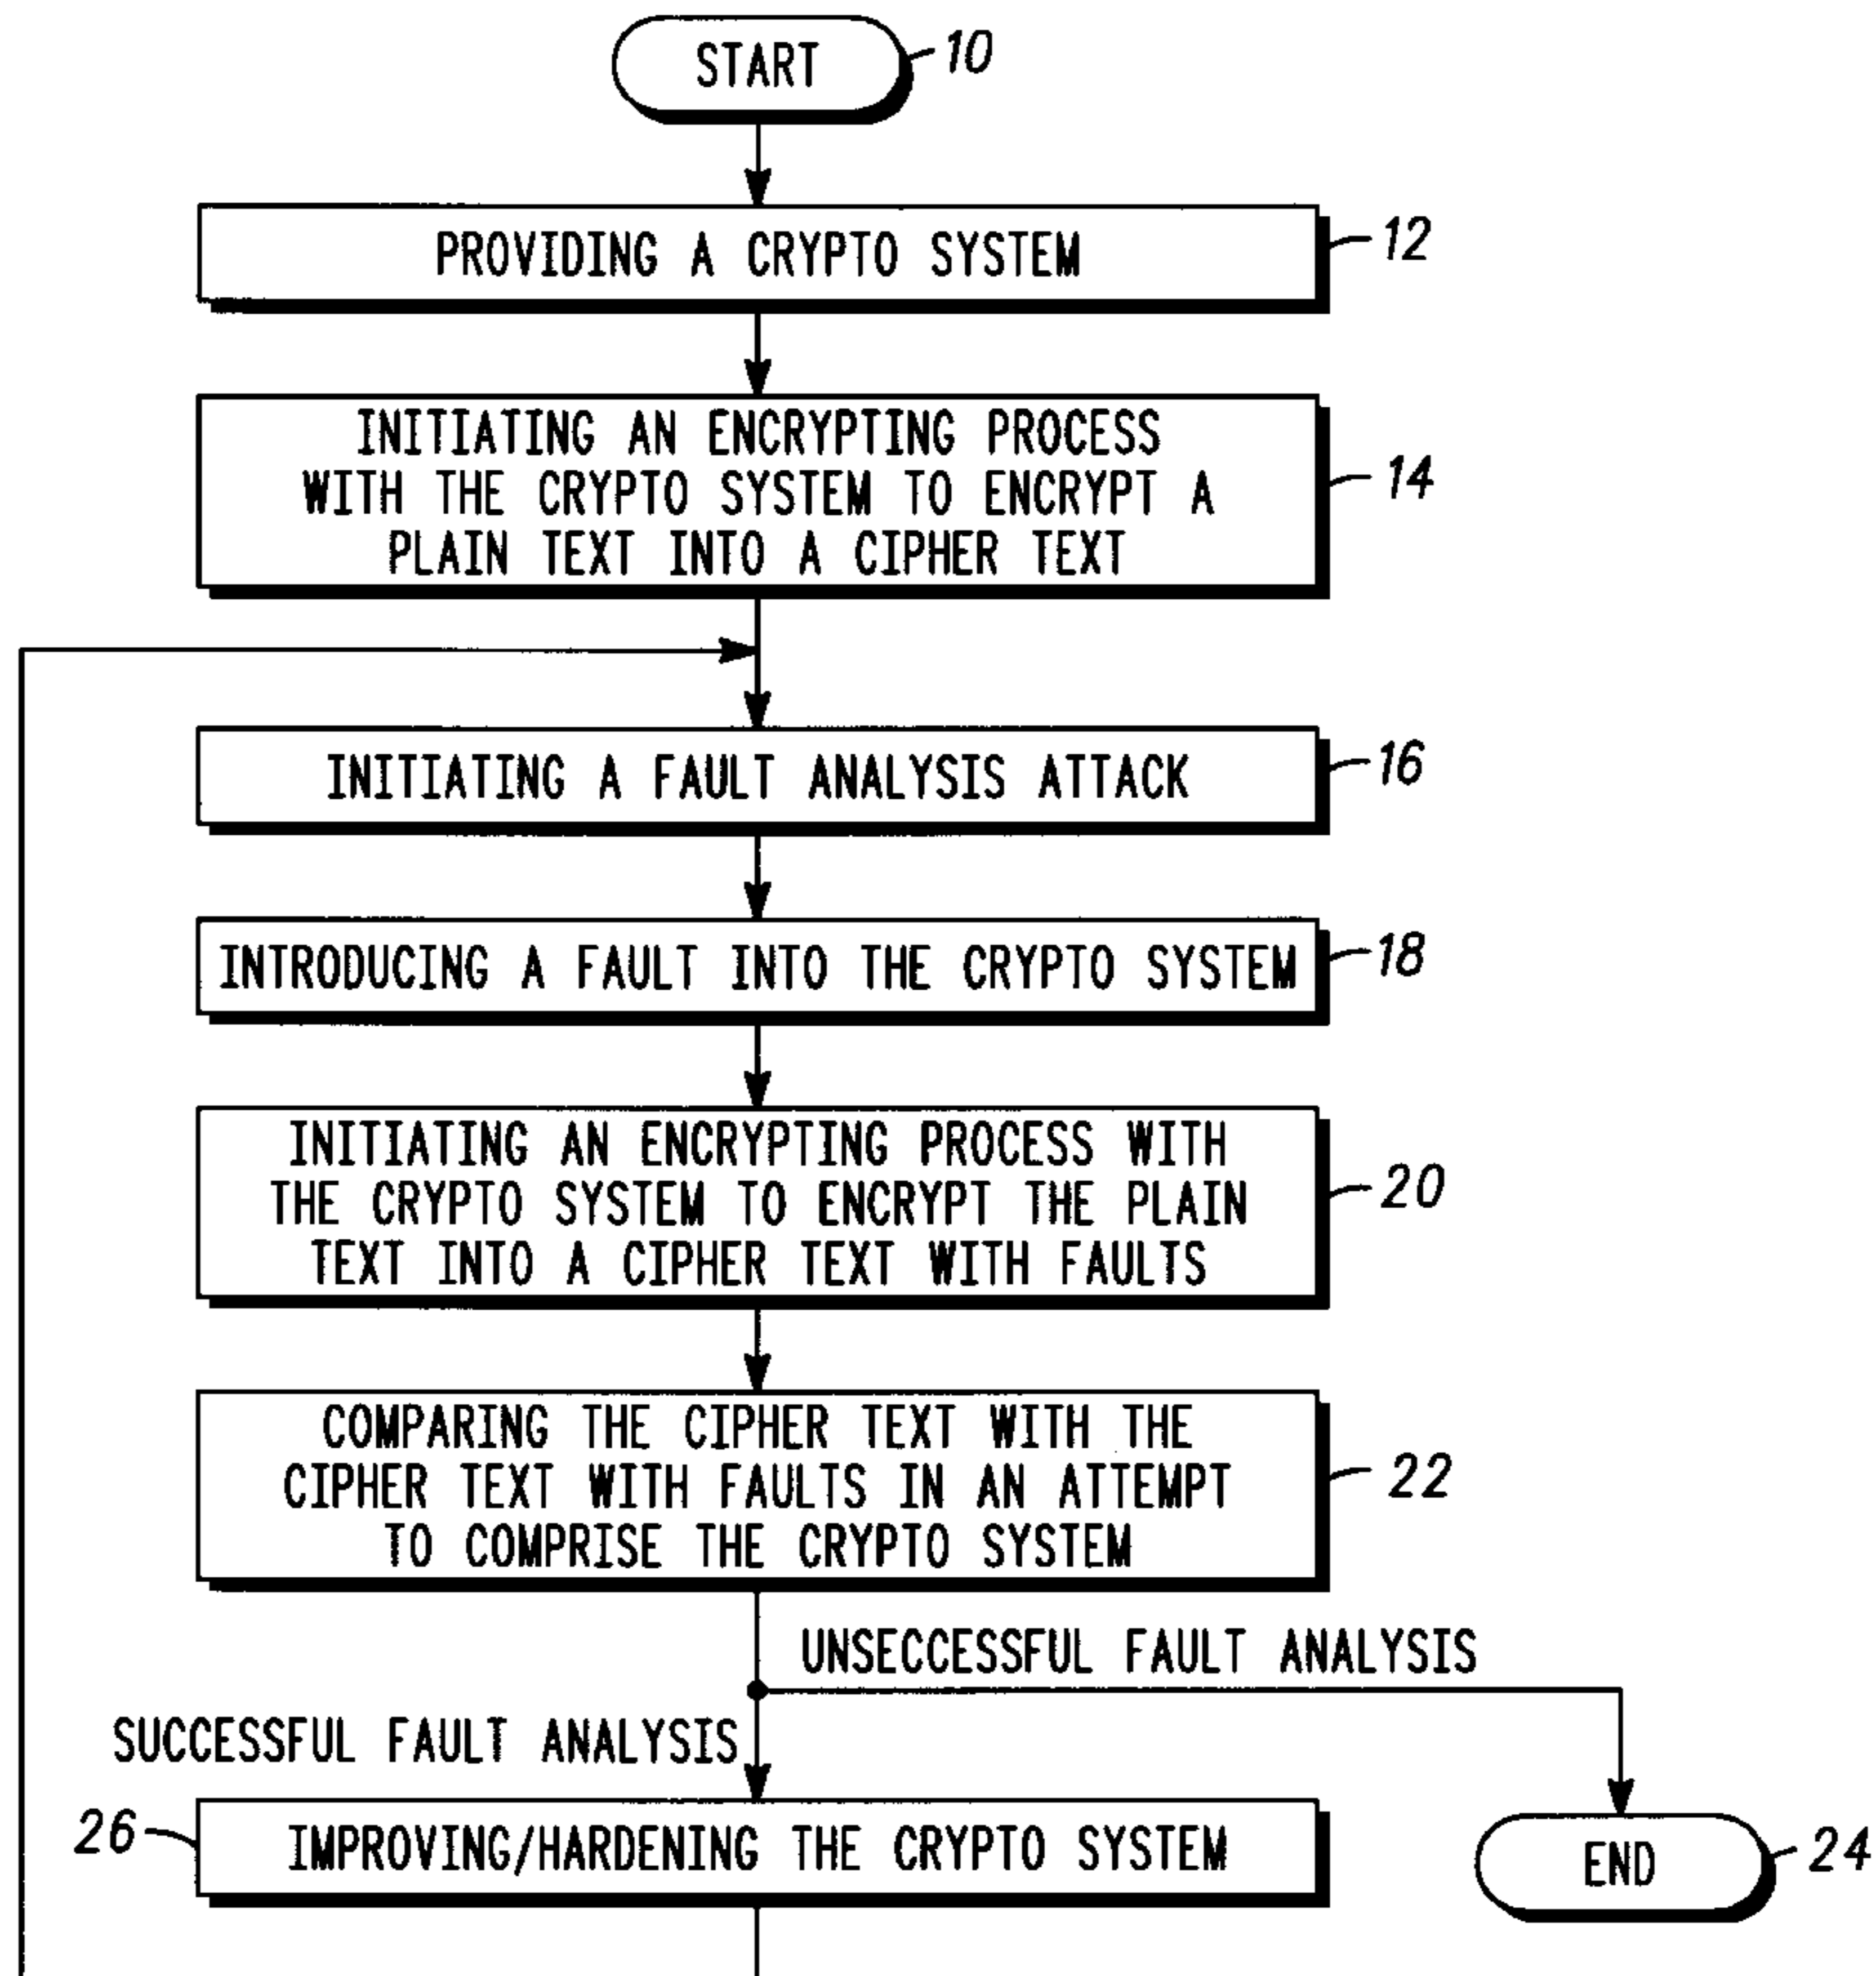 START
10
PROVIDING A CRYPTO SYSTEM
12
INITIATING AN ENCRYPTING PROCESS
WITH THE CRYPTO SYSTEM TO ENCRYPT A
PLAIN TEXT INTO A CIPHER TEXT
14
INITIATING A FAULT ANALYSIS ATTACK
16
INTRODUCING A FAULT INTO THE CRYPTO SYSTEM
18
INITIATING AN ENCRYPTING PROCESS WITH
THE CRYPTO SYSTEM TO ENCRYPT THE PLAIN
TEXT INTO A CIPHER TEXT WITH FAULTS
20
COMPARING THE CIPHER TEXT WITH THE
CIPHER TEXT WITH FAULTS IN AN ATTEMPT
TO COMPRISE THE CRYPTO SYSTEM
22
UNSECCESSFUL FAULT ANALYSIS
SUCCESSFUL FAULT ANALYSIS
26
IMPROVING/HARDENING THE CRYPTO SYSTEM
END
24